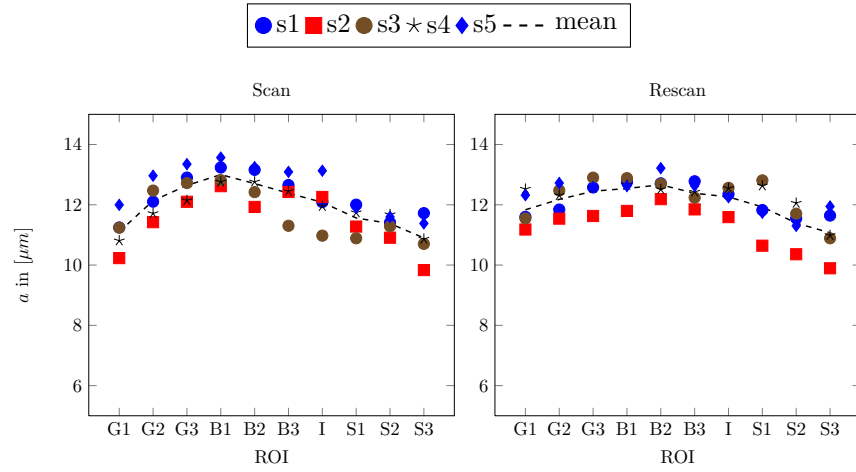 s1 s2 s3 s4 s5 mean
Scan
Rescan
14
12
10
8
6
a in [μm]
G1 G2 G3 B1 B2 B3 I S1 S2 S3
ROI
14
12
10
8
6
G1 G2 G3 B1 B2 B3 I S1 S2 S3
ROI